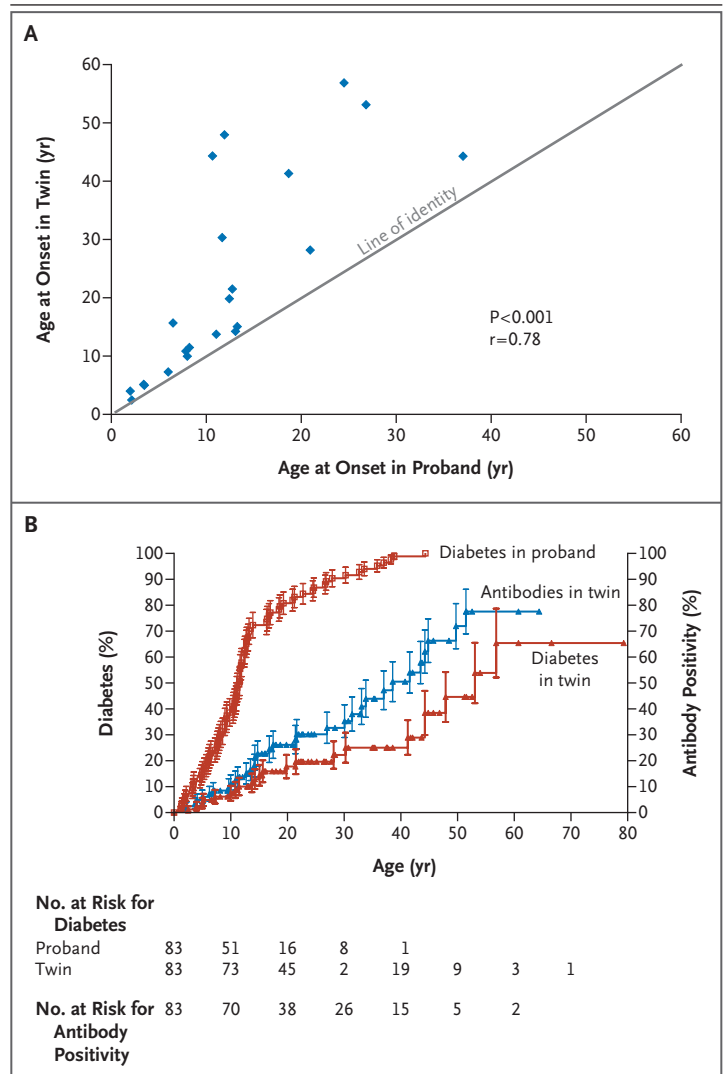 A
60
50
40
30
20
10
0
Age at Onset in Twin (yr)
Line of identity
P<0.001
r=0.78
0 10 20 30 40 50 60
Age at Onset in Proband (yr)
B
100
90
80
70
60
50
40
30
20
10
0
Diabetes (%)
Diabetes in proband
Antibodies in twin
Diabetes
in twin
100
90
80
70
60
50
40
30
20
10
0
Antibody Positivity (%)
0 10 20 30 40 50 60 70 80
Age (yr)
No. at Risk for
Diabetes
Proband 83 51 16 8 1
Twin 83 73 45 2 19 9 3 1
No. at Risk for 83 70 38 26 15 5 2
Antibody
Positivity